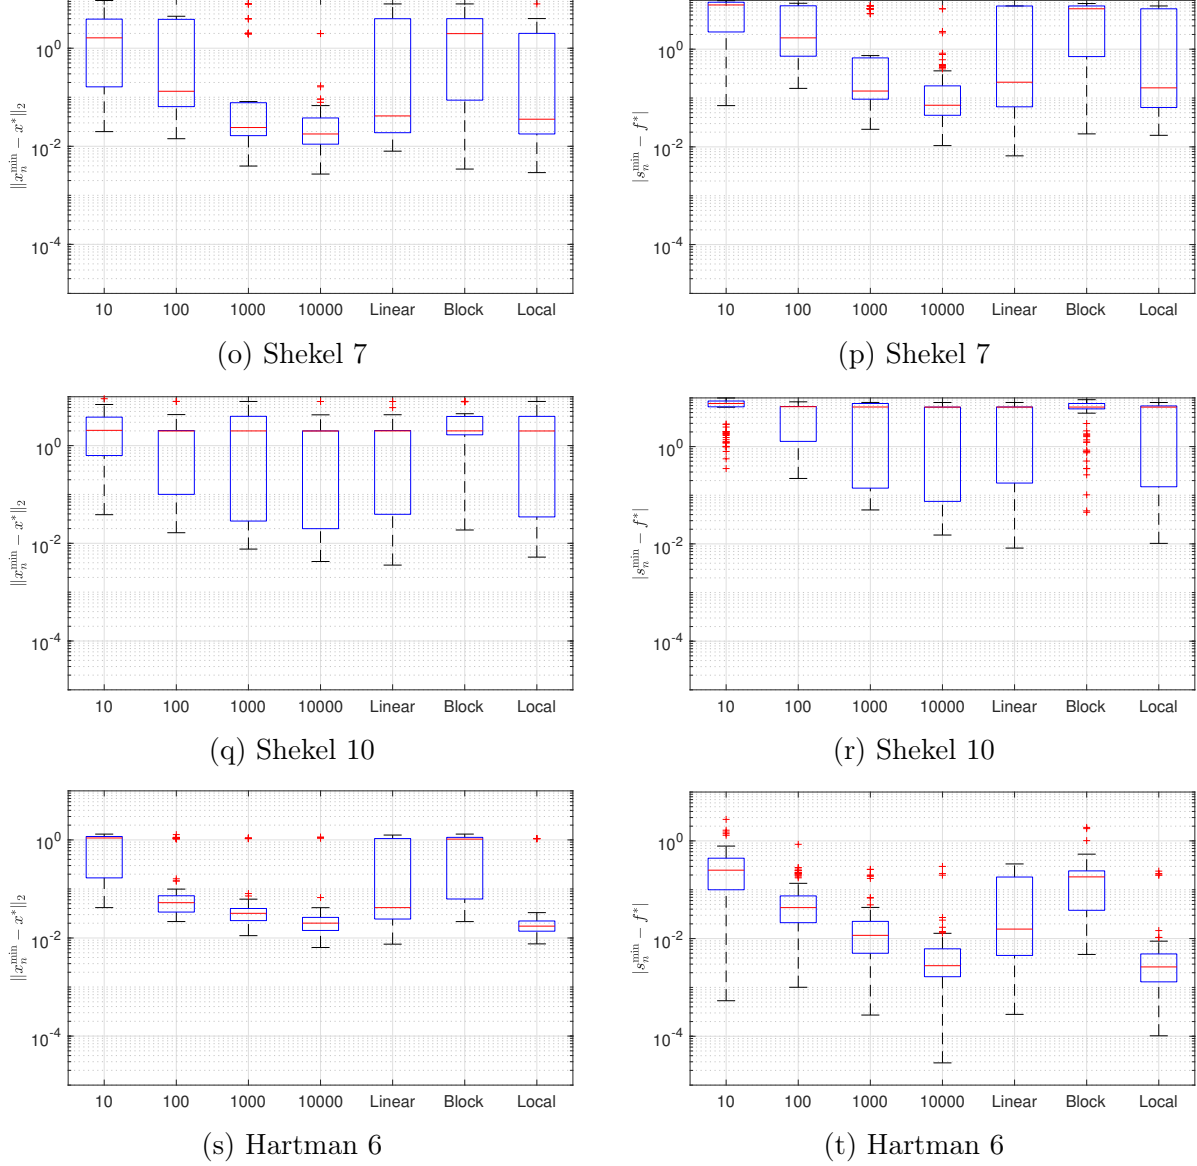 10^0
10^-2
10^-4
‖x_n^min − x*‖_2
10 100 1000 10000 Linear Block Local
(o) Shekel 7
10^0
10^-2
10^-4
|s_n^min − f*|
10 100 1000 10000 Linear Block Local
(p) Shekel 7
10^0
10^-2
10^-4
‖x_n^min − x*‖_2
10 100 1000 10000 Linear Block Local
(q) Shekel 10
10^0
10^-2
10^-4
|s_n^min − f*|
10 100 1000 10000 Linear Block Local
(r) Shekel 10
10^0
10^-2
10^-4
‖x_n^min − x*‖_2
10 100 1000 10000 Linear Block Local
(s) Hartman 6
10^0
10^-2
10^-4
|s_n^min − f*|
10 100 1000 10000 Linear Block Local
(t) Hartman 6